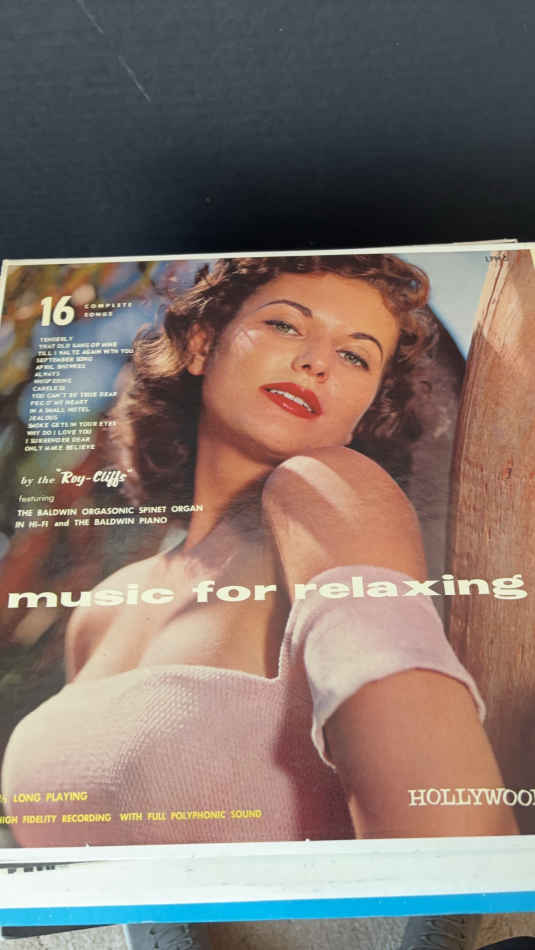 16 COMPLETE
SONGS
TENDERLY
THAT OLD GANG OF MINE
TILL I WALTZ AGAIN WITH YOU
SEPTEMBER SONG
APRIL SHOWERS
ALWAYS
WHISPERING
CARELESS
YOU CAN'T BE TRUE DEAR
PEG O' MY HEART
IN A SMALL HOTEL
JEALOUS
SMOKE GETS IN YOUR EYES
WHY DO I LOVE YOU
I SURRENDER DEAR
ONLY MAKE BELIEVE
by the "Roy-Cliffs"
featuring
THE BALDWIN ORGASONIC SPINET ORGAN
IN HI-FI and THE BALDWIN PIANO
music for relaxing
LONG PLAYING
HIGH FIDELITY RECORDING WITH FULL POLYPHONIC SOUND
HOLLYWOO